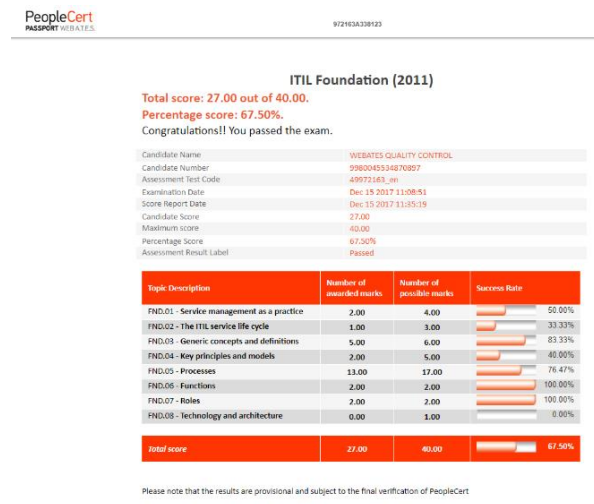 PeopleCert
PASSPORT WEBATES.
972163A338123
ITIL Foundation (2011)
Total score: 27.00 out of 40.00.
Percentage score: 67.50%.
Congratulations!! You passed the exam.
Candidate Name WEBATES QUALITY CONTROL
Candidate Number 9980045534870897
Assessment Test Code 49972163_en
Examination Date Dec 15 2017 11:08:51
Score Report Date Dec 15 2017 11:35:19
Candidate Score 27.00
Maximum score 40.00
Percentage Score 67.50%
Assessment Result Label Passed
Topic Description Number of awarded marks Number of possible marks Success Rate
FND.01 - Service management as a practice 2.00 4.00 50.00%
FND.02 - The ITIL service life cycle 1.00 3.00 33.33%
FND.03 - Generic concepts and definitions 5.00 6.00 83.33%
FND.04 - Key principles and models 2.00 5.00 40.00%
FND.05 - Processes 13.00 17.00 76.47%
FND.06 - Functions 2.00 2.00 100.00%
FND.07 - Roles 2.00 2.00 100.00%
FND.08 - Technology and architecture 0.00 1.00 0.00%
Total score 27.00 40.00 67.50%
Please note that the results are provisional and subject to the final verification of PeopleCert